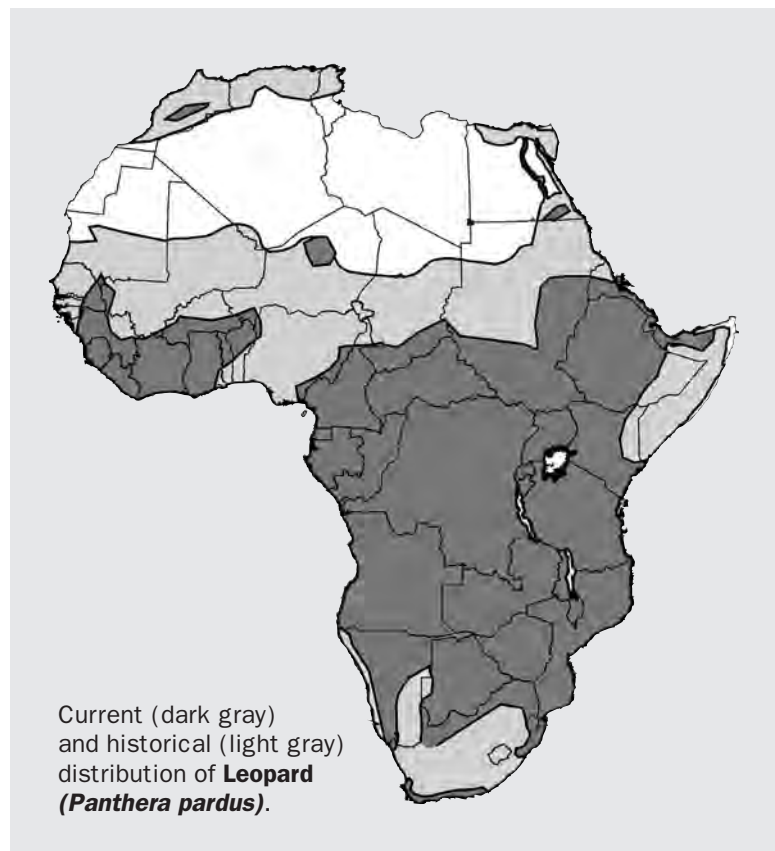 Current (dark gray)
and historical (light gray)
distribution of Leopard
(Panthera pardus).